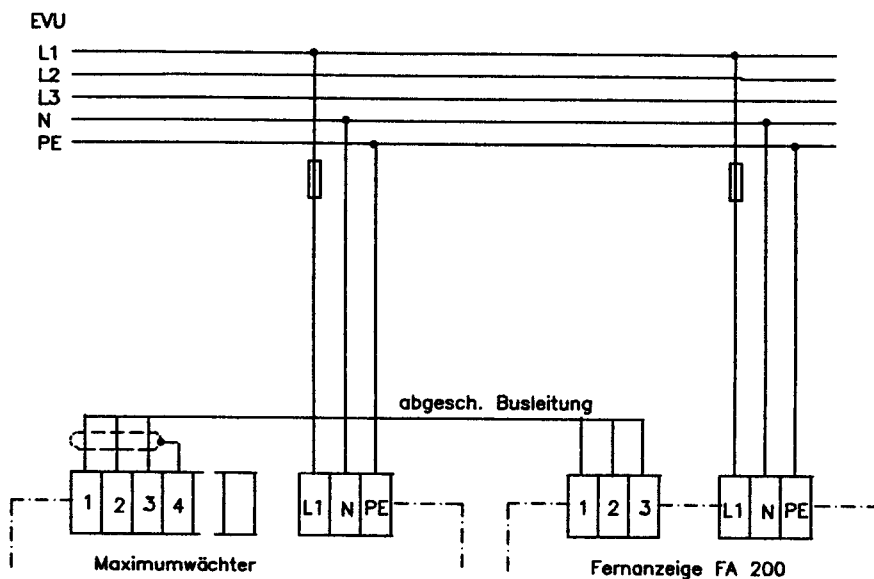 EVU
L1
L2
L3
N
PE
abgesch. Busleitung
1 2 3 4 L1 N PE 1 2 3 L1 N PE
Maximumwächter Fernanzeige FA 200